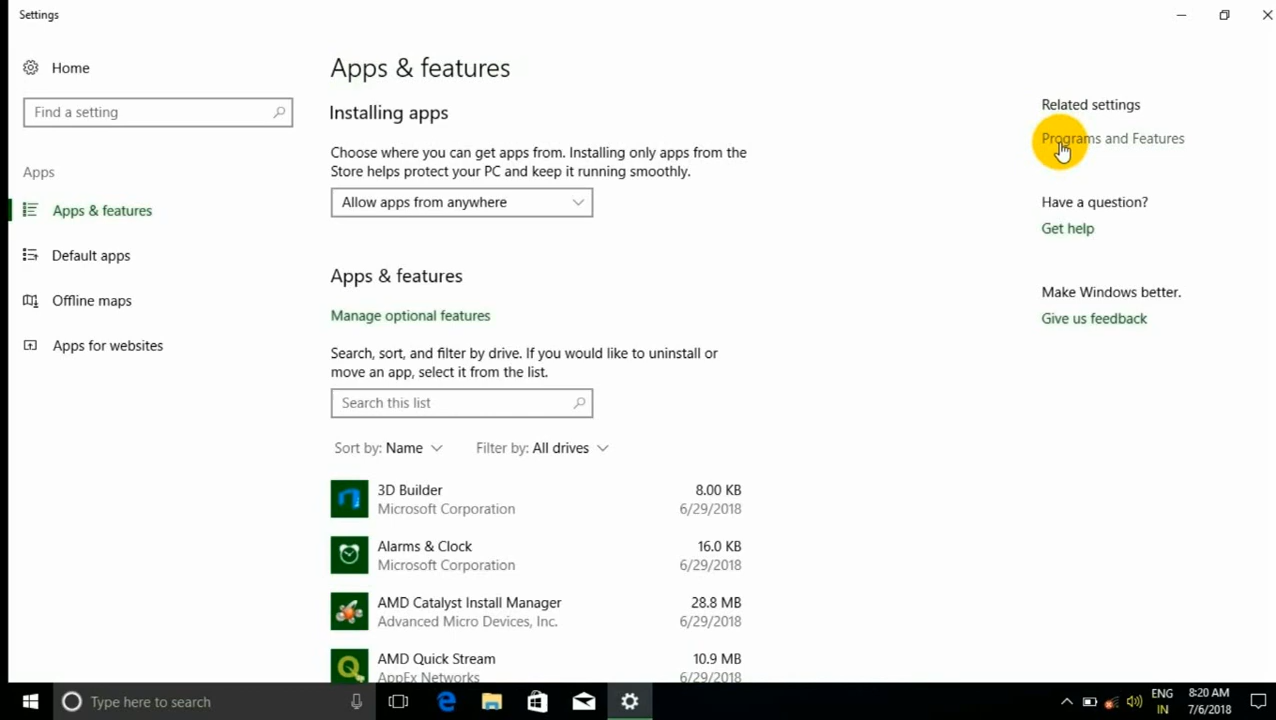 Settings
Home
Find a setting
Apps
Apps & features
Default apps
Offline maps
Apps for websites
Apps & features
Installing apps
Choose where you can get apps from. Installing only apps from the
Store helps protect your PC and keep it running smoothly.
Allow apps from anywhere
Apps & features
Manage optional features
Search, sort, and filter by drive. If you would like to uninstall or
move an app, select it from the list.
Search this list
Sort by: Name Filter by: All drives
3D Builder 8.00 KB
Microsoft Corporation 6/29/2018
Alarms & Clock 16.0 KB
Microsoft Corporation 6/29/2018
AMD Catalyst Install Manager 28.8 MB
Advanced Micro Devices, Inc. 6/29/2018
AMD Quick Stream 10.9 MB
AppEx Networks 6/29/2018
Related settings
Programs and Features
Have a question?
Get help
Make Windows better.
Give us feedback
Type here to search
ENG
IN
8:20 AM
7/6/2018